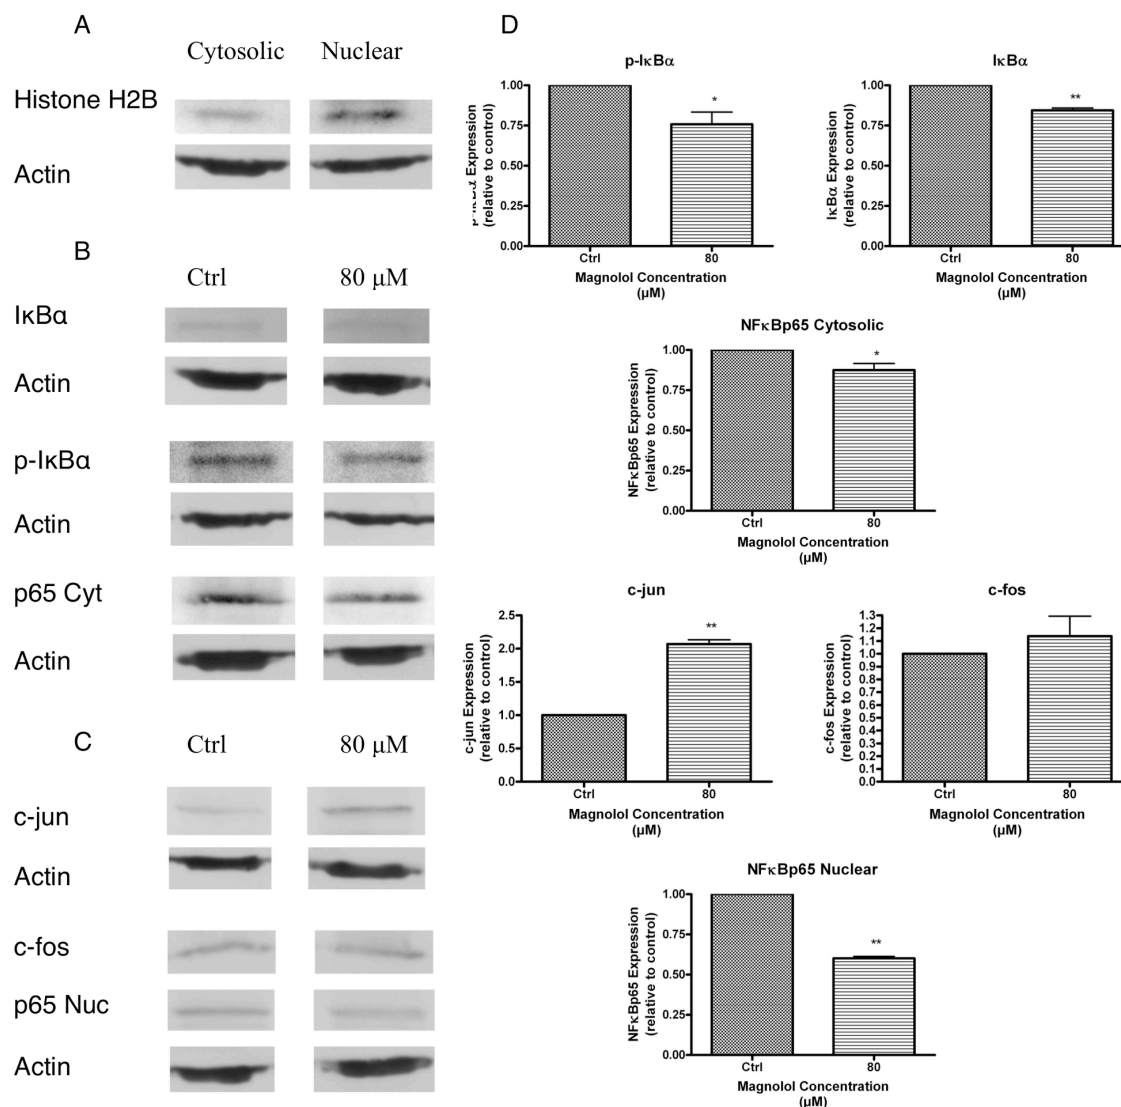 A
Cytosolic Nuclear
Histone H2B
Actin
B
Ctrl 80 μM
IκBα
Actin
p-IκBα
Actin
p65 Cyt
Actin
C
Ctrl 80 μM
c-jun
Actin
c-fos
p65 Nuc
Actin
D
p-IκBα
Expression
(relative to control)
1.00
0.75
0.50
0.25
0.00
*
Ctrl 80
Magnolol Concentration
(μM)
IκBα
IκBα Expression
(relative to control)
1.00
0.75
0.50
0.25
0.00
**
Ctrl 80
Magnolol Concentration
(μM)
NFκBp65 Cytosolic
NFκBp65 Expression
(relative to control)
1.00
0.75
0.50
0.25
0.00
*
Ctrl 80
Magnolol Concentration
(μM)
c-jun
c-jun Expression
(relative to control)
2.5
2.0
1.5
1.0
0.5
0.0
**
Ctrl 80
Magnolol Concentration
(μM)
c-fos
c-fos Expression
(relative to control)
1.3
1.2
1.1
1.0
0.9
0.8
0.7
0.6
0.5
0.4
0.3
0.2
0.1
0.0
Ctrl 80
Magnolol Concentration
(μM)
NFκBp65 Nuclear
NFκBp65 Expression
(relative to control)
1.00
0.75
0.50
0.25
0.00
**
Ctrl 80
Magnolol Concentration
(μM)